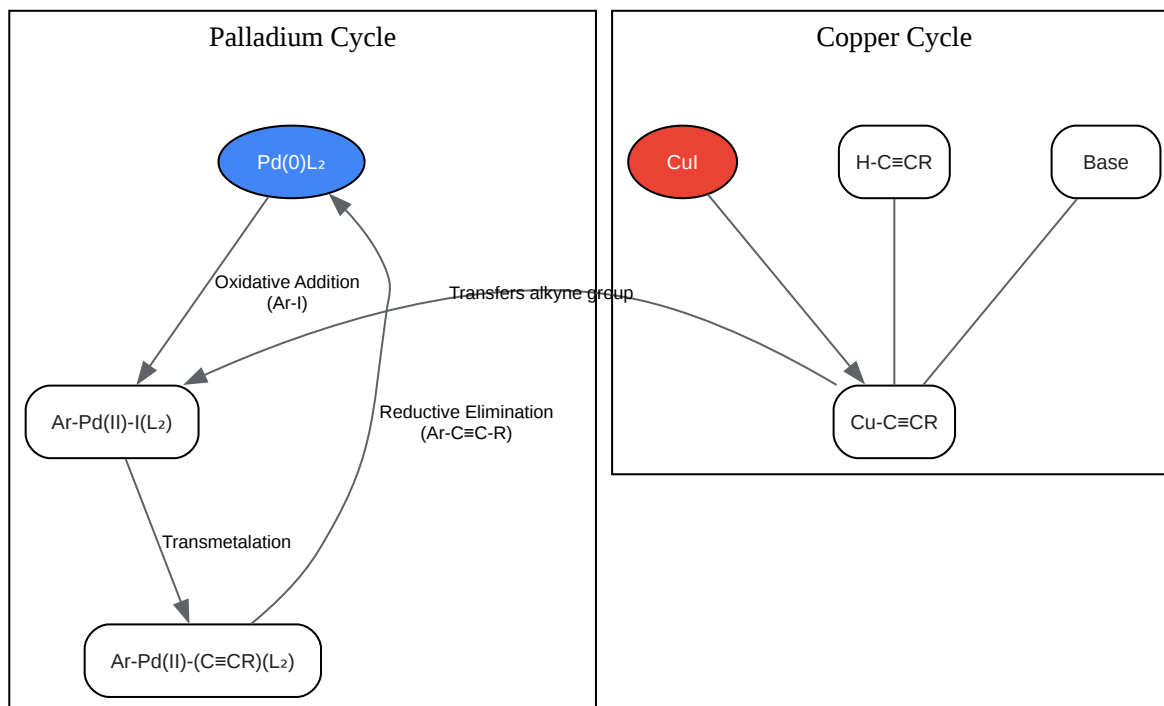 Palladium Cycle
Copper Cycle
Pd(0)L₂
CuI
H-C≡CR
Base
Oxidative Addition
(Ar-I)
Transfers alkyne group
Ar-Pd(II)-I(L₂)
Reductive Elimination
(Ar-C≡C-R)
Cu-C≡CR
Transmetalation
Ar-Pd(II)-(C≡CR)(L₂)